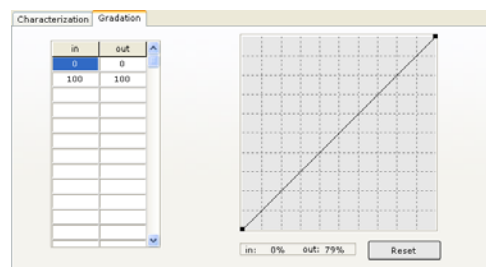 Characterization Gradation
in out
0 0
100 100
in: 0% out: 79% Reset